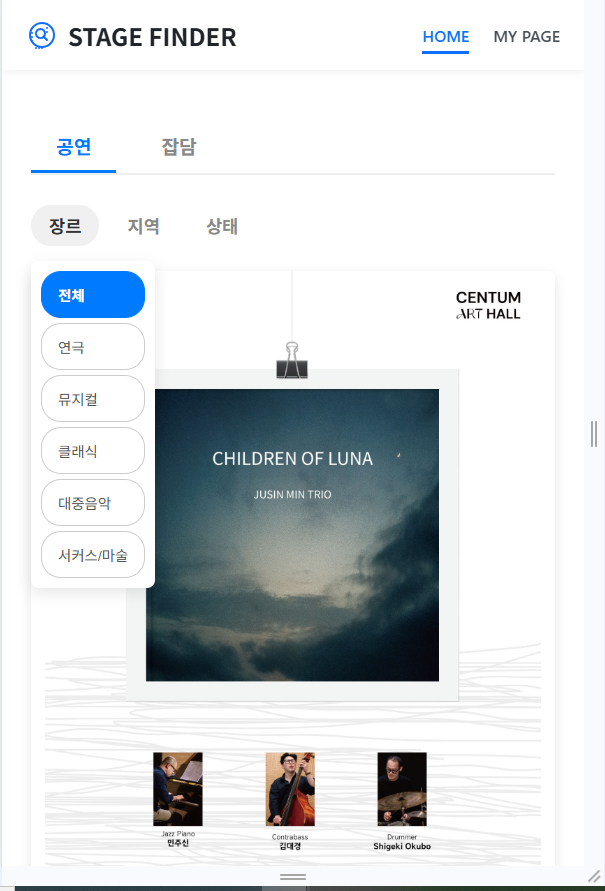 STAGE FINDER
HOME
MY PAGE
공연
잡담
장르
지역
상태
전체
연극
뮤지컬
클래식
대중음악
서커스/마술
CENTUM
ART HALL
CHILDREN OF LUNA
JUSIN MIN TRIO
Jazz Piano
민주신
Contrabass
김대경
Drummer
Shigeki Okubo